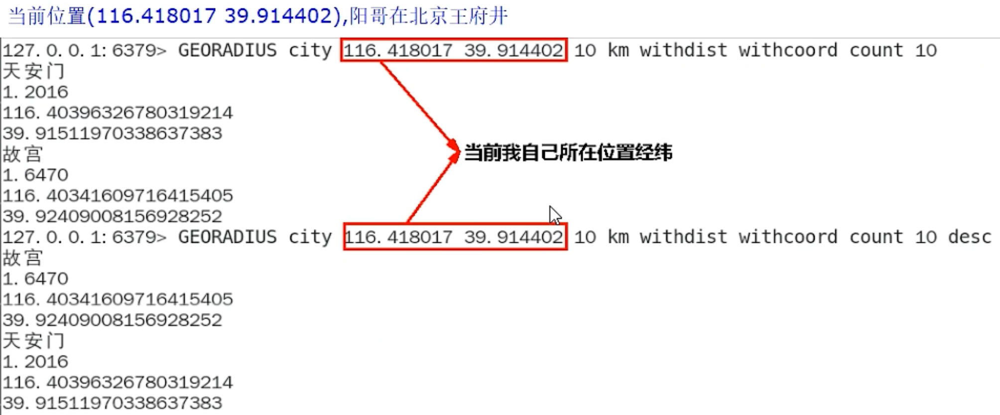 当前位置(116.418017 39.914402),阳哥在北京王府井
127.0.0.1:6379> GEORADIUS city 116.418017 39.914402 10 km withdist withcoord count 10
天安门
1.2016
116.40396326780319214
39.91511970338637383
故宫
1.6470
116.40341609716415405
39.92409008156928252
当前我自己所在位置经纬
127.0.0.1:6379> GEORADIUS city 116.418017 39.914402 10 km withdist withcoord count 10 desc
故宫
1.6470
116.40341609716415405
39.92409008156928252
天安门
1.2016
116.40396326780319214
39.91511970338637383